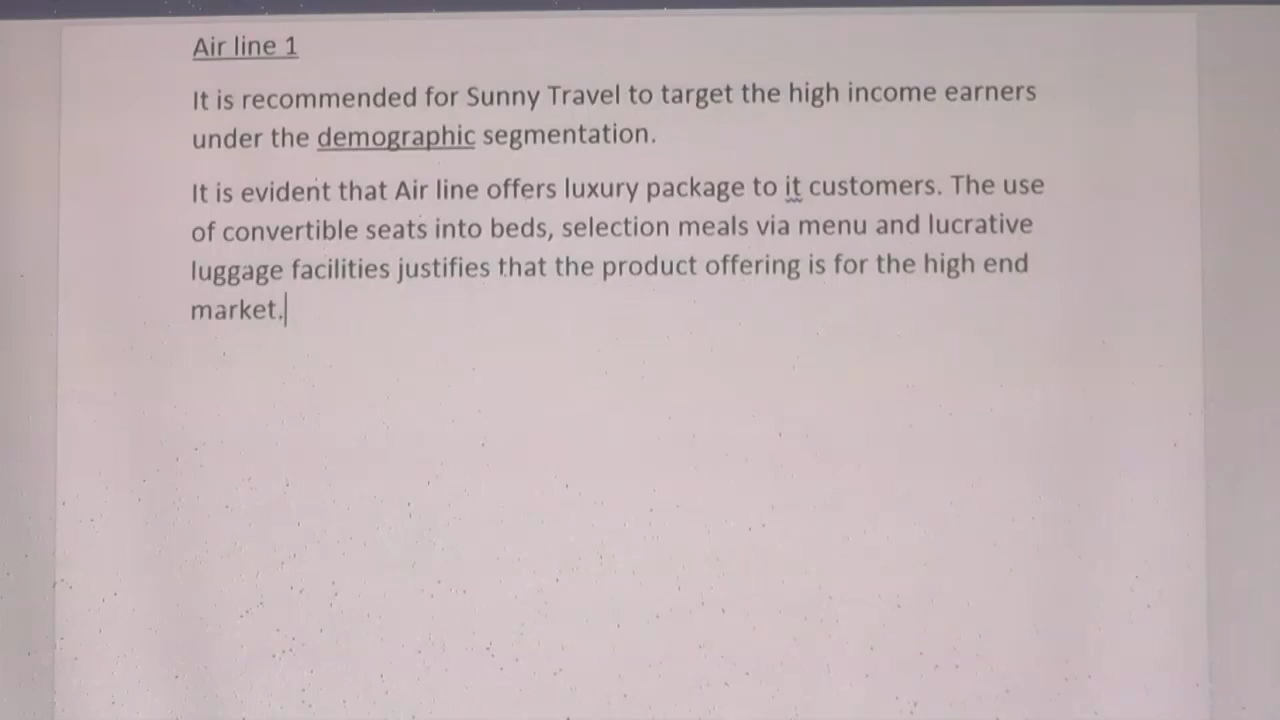 Air line 1
It is recommended for Sunny Travel to target the high income earners
under the demographic segmentation.
It is evident that Air line offers luxury package to it customers. The use
of convertible seats into beds, selection meals via menu and lucrative
luggage facilities justifies that the product offering is for the high end
market.